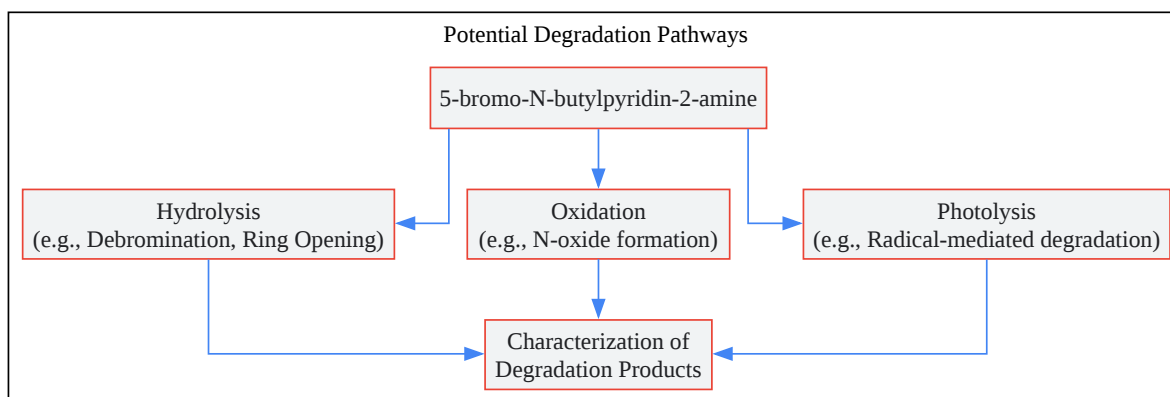 Potential Degradation Pathways
5-bromo-N-butylpyridin-2-amine
Hydrolysis
(e.g., Debromination, Ring Opening)
Oxidation
(e.g., N-oxide formation)
Photolysis
(e.g., Radical-mediated degradation)
Characterization of
Degradation Products